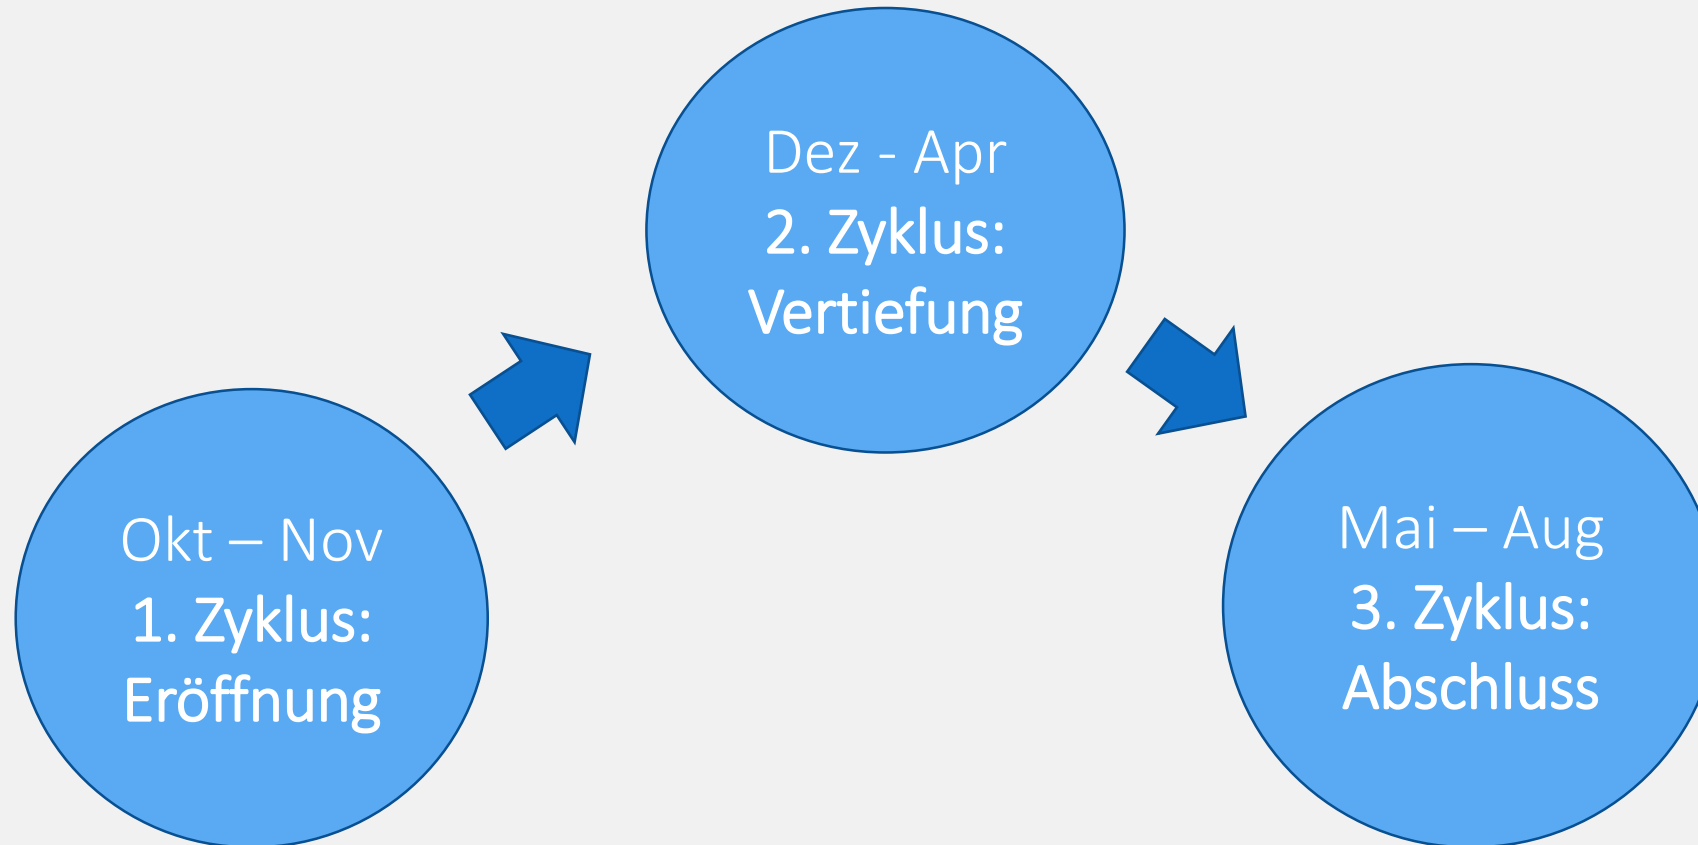 Okt – Nov
1. Zyklus:
Eröffnung
Dez - Apr
2. Zyklus:
Vertiefung
Mai – Aug
3. Zyklus:
Abschluss